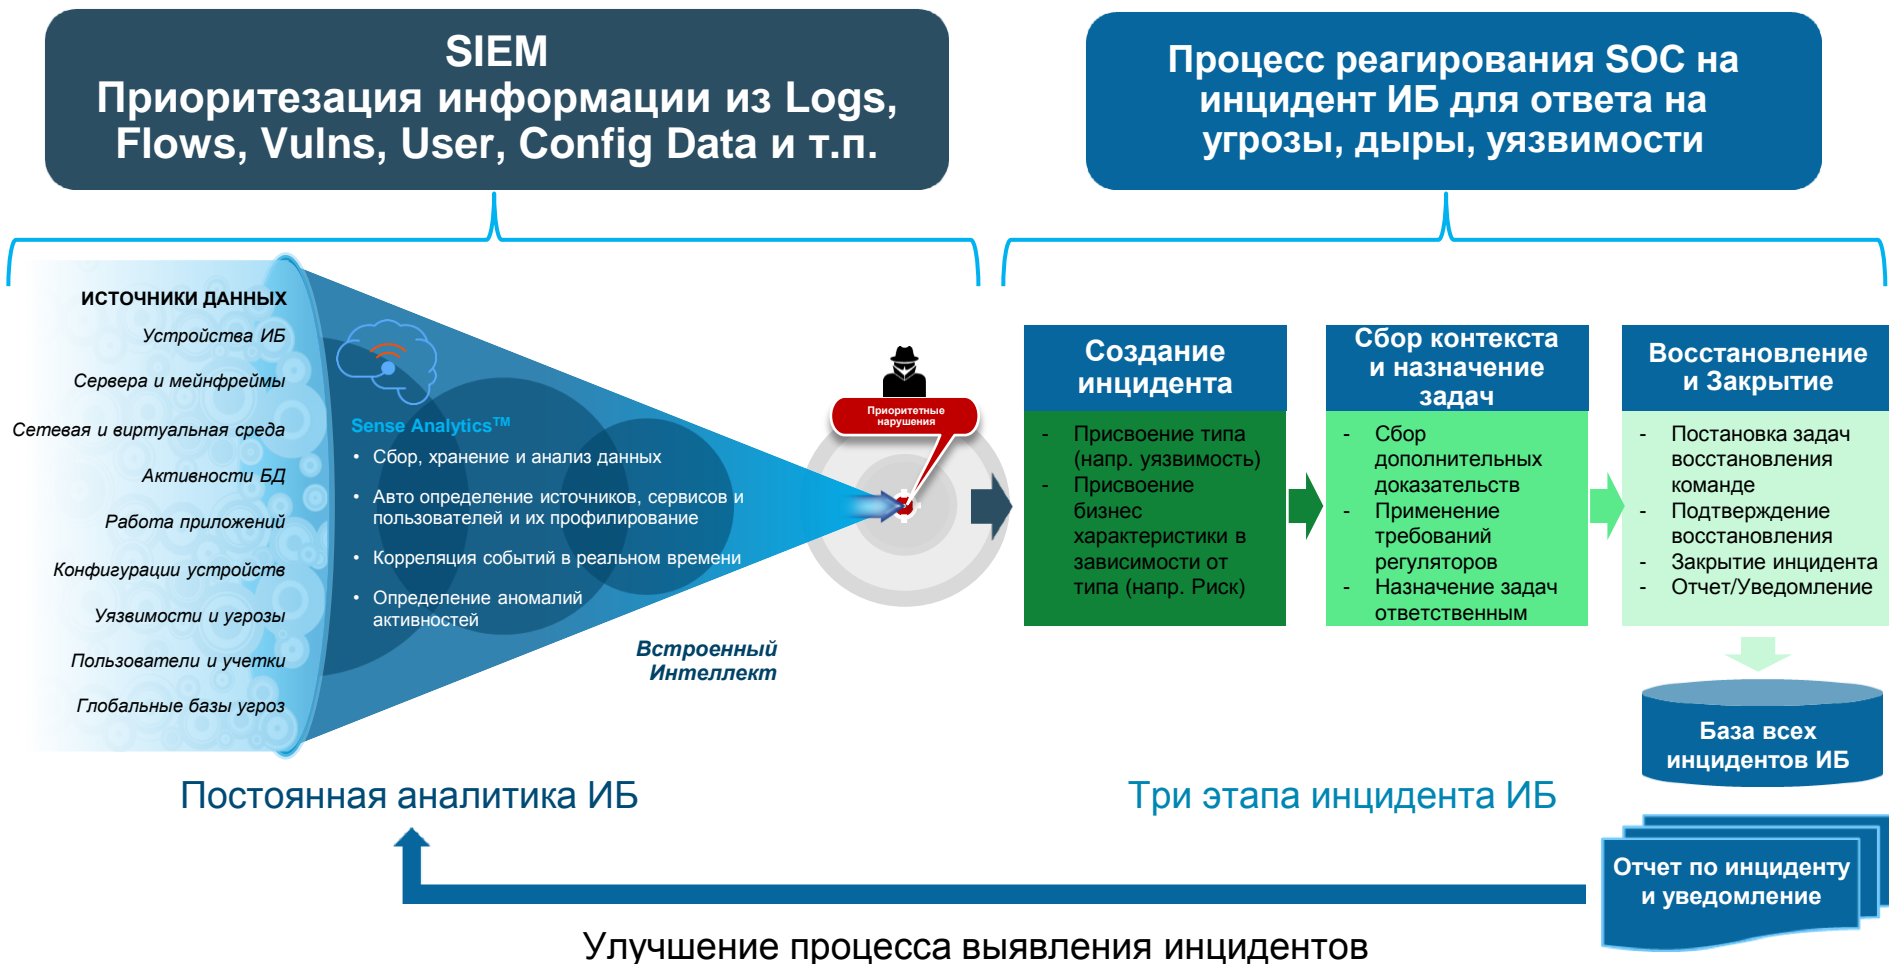 SIEM
Приоритезация информации из Logs,
Flows, Vulns, User, Config Data и т.п.
Процесс реагирования SOC на
инцидент ИБ для ответа на
угрозы, дыры, уязвимости
ИСТОЧНИКИ ДАННЫХ
Устройства ИБ
Сервера и мейнфреймы
Сетевая и виртуальная среда
Активности БД
Работа приложений
Конфигурации устройств
Уязвимости и угрозы
Пользователи и учетки
Глобальные базы угроз
Sense Analytics™
• Сбор, хранение и анализ данных
• Авто определение источников, сервисов и
пользователей и их профилирование
• Корреляция событий в реальном времени
• Определение аномалий
активностей
Встроенный
Интеллект
Приоритетные
нарушения
Создание
инцидента
- Присвоение типа
(напр. уязвимость)
- Присвоение
бизнес
характеристики в
зависимости от
типа (напр. Риск)
Сбор контекста
и назначение
задач
- Сбор
дополнительных
доказательств
- Применение
требований
регуляторов
- Назначение задач
ответственным
Восстановление
и Закрытие
- Постановка задач
восстановления
команде
- Подтверждение
восстановления
- Закрытие инцидента
- Отчет/Уведомление
База всех
инцидентов ИБ
Постоянная аналитика ИБ
Три этапа инцидента ИБ
Отчет по инциденту
и уведомление
Улучшение процесса выявления инцидентов